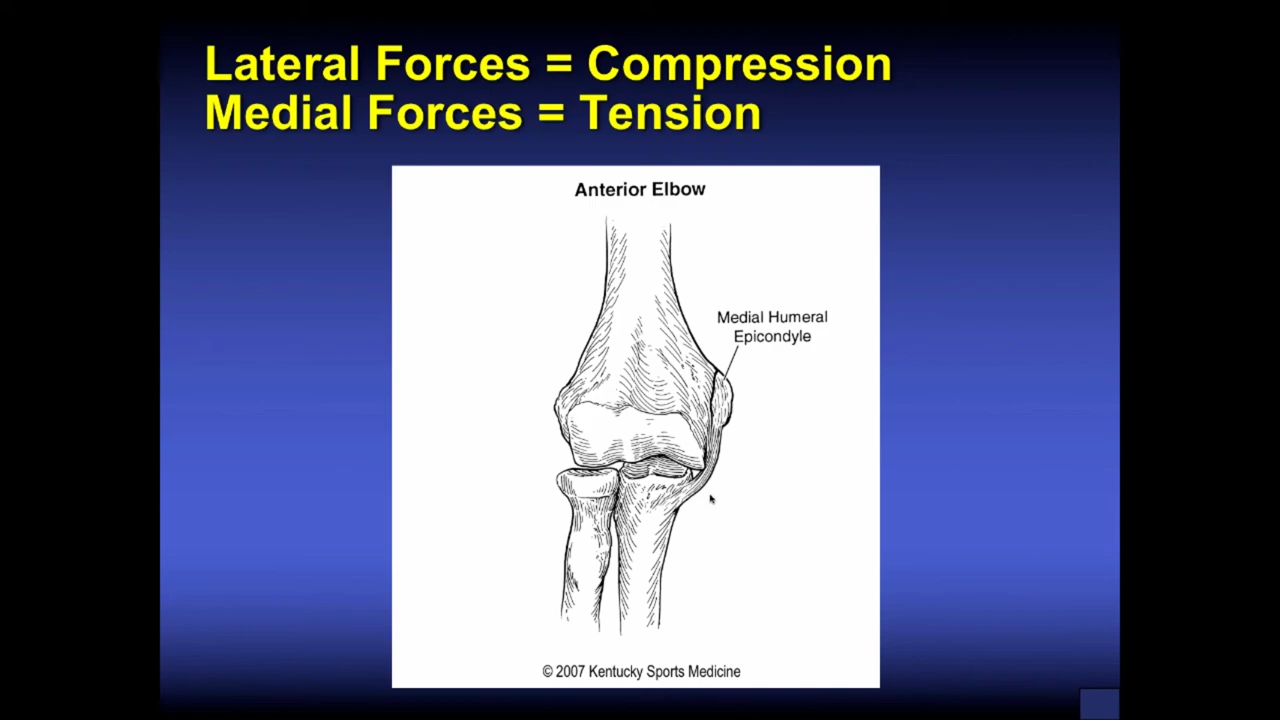 Lateral Forces = Compression
Medial Forces = Tension
Anterior Elbow
Medial Humeral
Epicondyle
© 2007 Kentucky Sports Medicine